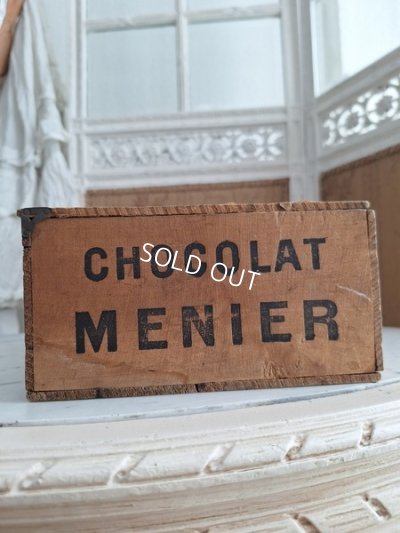 CHOCOLAT
SOLD OUT
MENIER